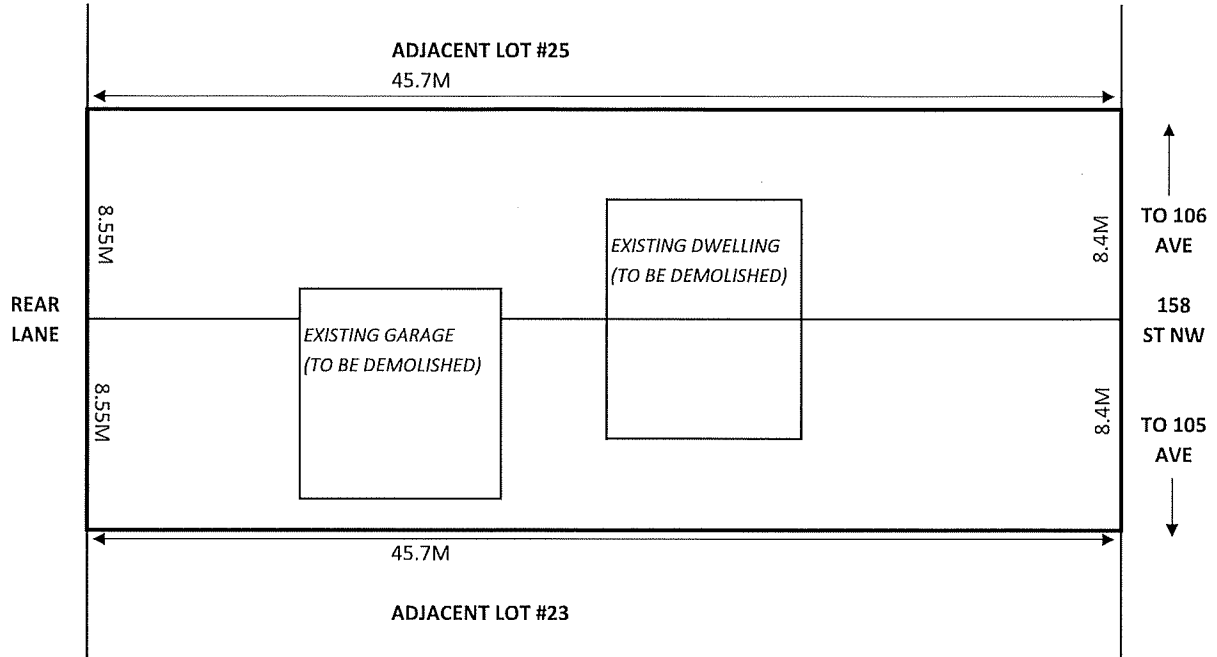 ADJACENT LOT #25
45.7M
8.55M
8.4M
TO 106
AVE
EXISTING DWELLING
(TO BE DEMOLISHED)
REAR
LANE
158
ST NW
EXISTING GARAGE
(TO BE DEMOLISHED)
8.55M
8.4M
TO 105
AVE
45.7M
ADJACENT LOT #23